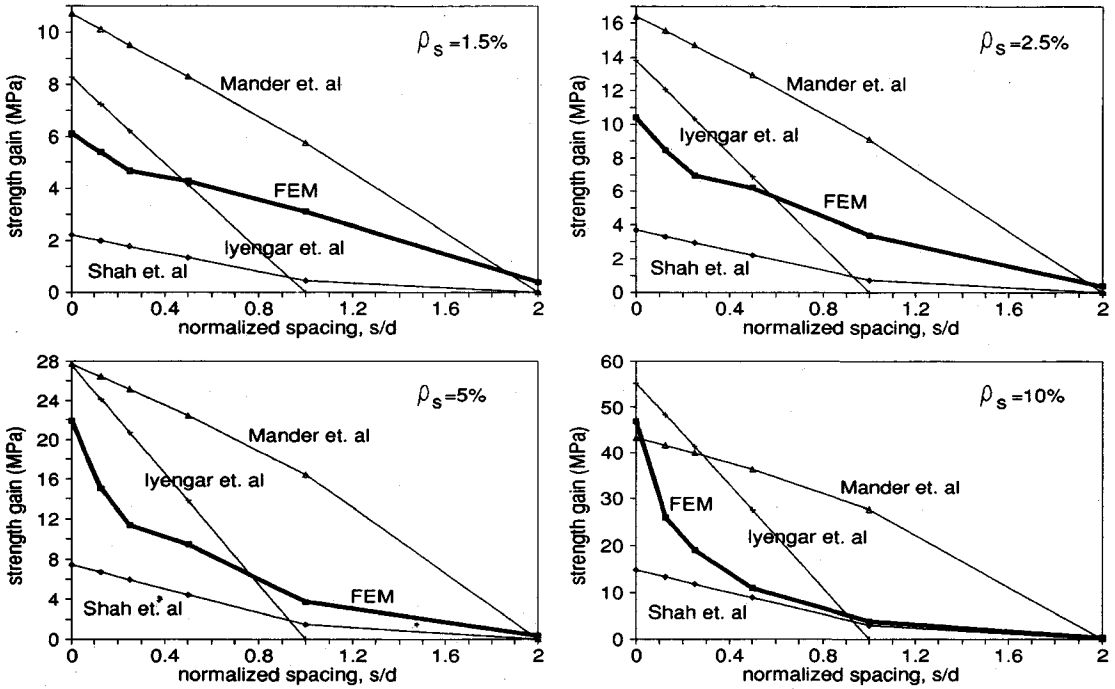 strength gain (MPa)
10
8
6
4
2
0
ρs=1.5%
Mander et. al
FEM
Iyengar et. al
Shah et. al
0 0.4 0.8 1.2 1.6 2
normalized spacing, s/d
strength gain (MPa)
16
14
12
10
8
6
4
2
0
ρs=2.5%
Mander et. al
Iyengar et. al
FEM
Shah et. al
0 0.4 0.8 1.2 1.6 2
normalized spacing, s/d
strength gain (MPa)
28
24
20
16
12
8
4
0
ρs=5%
Mander et. al
Iyengar et. al
FEM
Shah et. al
0 0.4 0.8 1.2 1.6 2
normalized spacing, s/d
strength gain (MPa)
60
50
40
30
20
10
0
ρs=10%
Mander et. al
FEM
Iyengar et. al
Shah et. al
0 0.4 0.8 1.2 1.6 2
normalized spacing, s/d